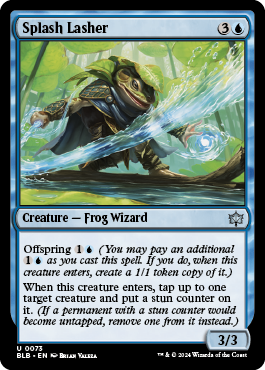 Splash Lasher 3
Creature — Frog Wizard
Offspring 1 (You may pay an additional
1 as you cast this spell. If you do, when this
creature enters, create a 1/1 token copy of it.)
When this creature enters, tap up to one
target creature and put a stun counter on
it. (If a permanent with a stun counter
would become untapped, remove one from it instead.)
3/3
U 0073
BLB • EN Brian Valeza
™ & © 2024 Wizards of the Coast